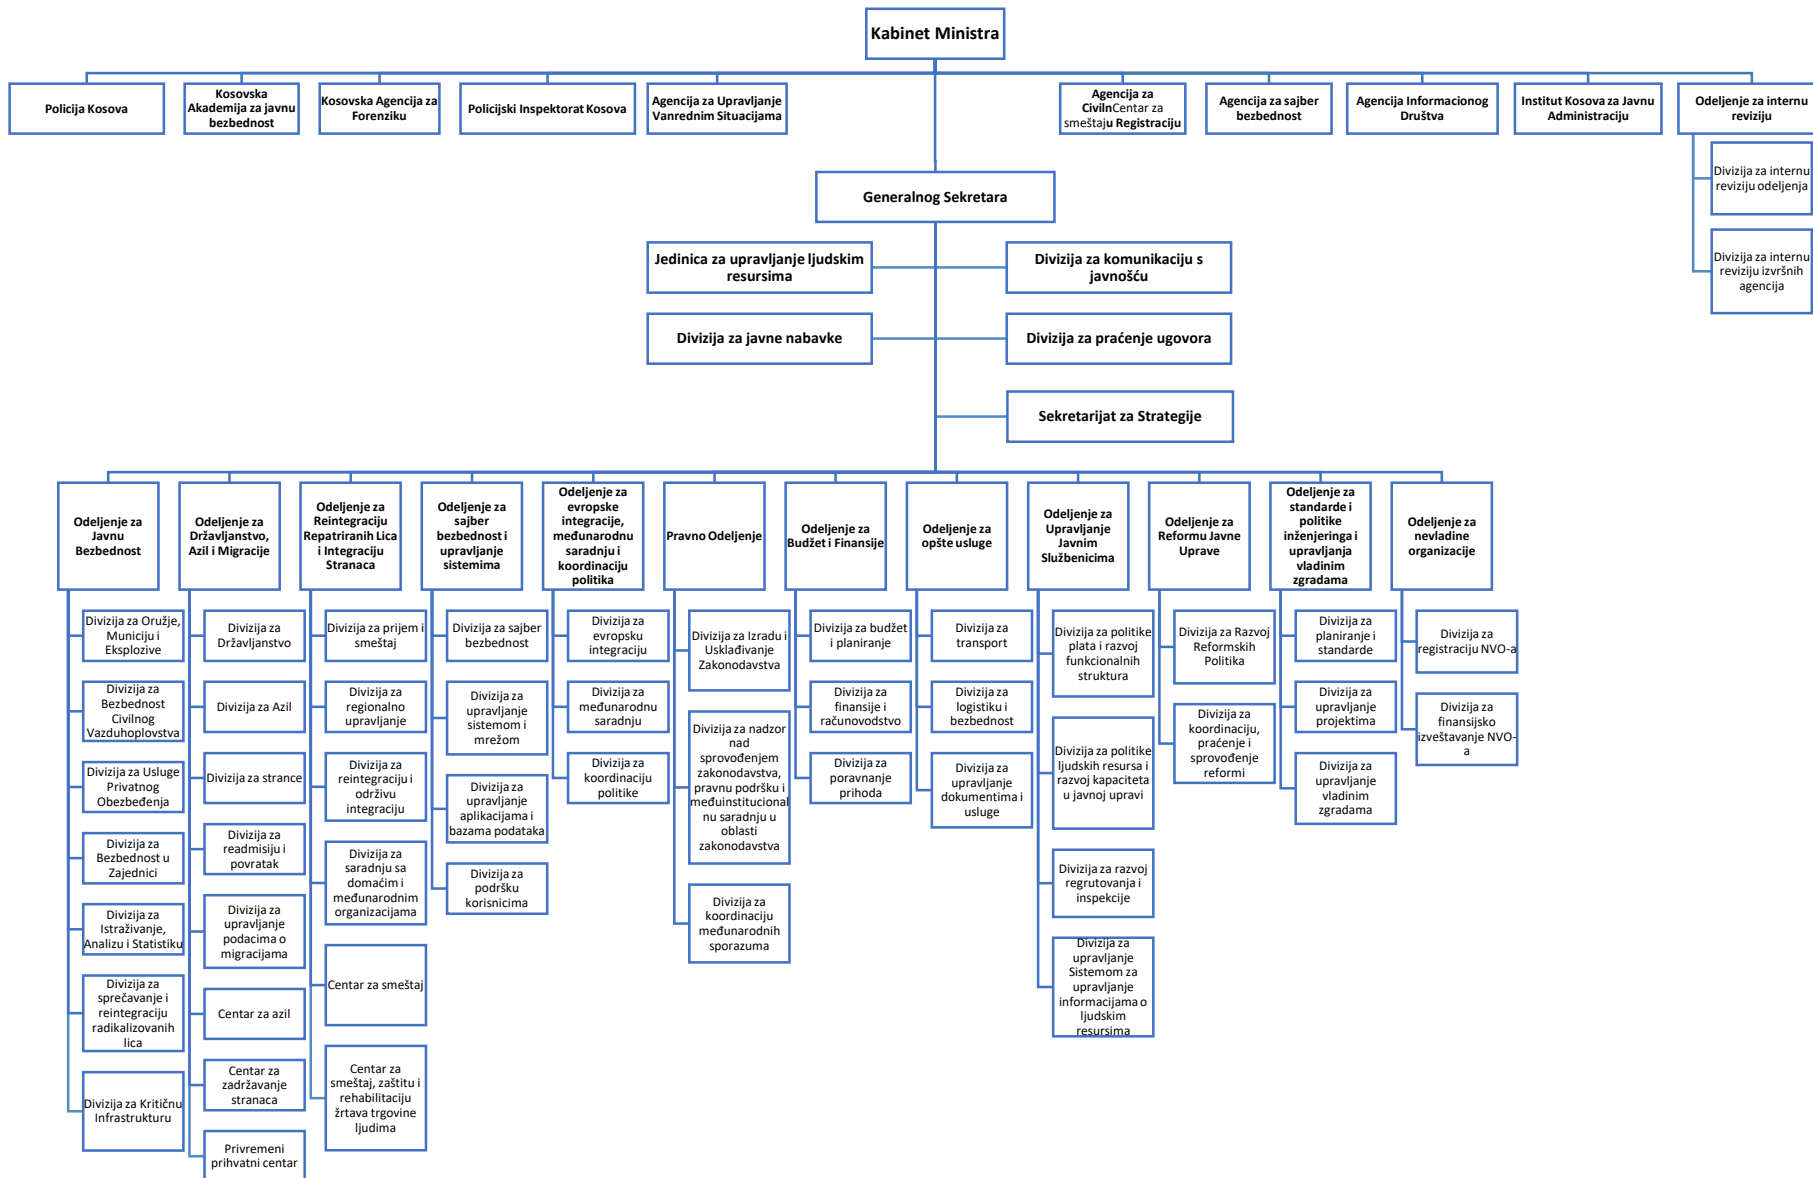 Kabinet Ministra
Policija Kosova
Kosovska
Akademija za javnu
bezbednost
Kosovska Agencija za
Forenziku
Policijski Inspektorat Kosova
Agencija za Upravljanje
Vanrednim Situacijama
Agencija za
CivilnCentar za
smeštaju Registraciju
Agencija za sajber
bezbednost
Agencija Informacionog
Društva
Institut Kosova za Javnu
Administraciju
Odeljenje za internu
reviziju
Divizija za internu
reviziju odeljenja
Divizija za internu
reviziju izvršnih
agencija
Generalnog Sekretara
Jedinica za upravljanje ljudskim
resursima
Divizija za komunikaciju s
javnošću
Divizija za javne nabavke
Divizija za praćenje ugovora
Sekretarijat za Strategije
Odeljenje za
Javnu
Bezbednost
Divizija za Oružje,
Municiju i
Eksplozive
Divizija za
Bezbednost
Civilnog
Vazduhoplovstva
Divizija za Usluge
Privatnog
Obezbeđenja
Divizija za
Bezbednost u
Zajednici
Divizija za
Istraživanje,
Analizu i Statistiku
Divizija za
sprečavanje i
reintegraciju
radikalizovanih
lica
Divizija za Kritičnu
Infrastrukturu
Odeljenje za
Državljanstvo,
Azil i Migracije
Divizija za
Državljanstvo
Divizija za Azil
Divizija za strance
Divizija za
readmisiju i
povratak
Divizija za
upravljanje
podacima o
migracijama
Centar za azil
Centar za
zadržavanje
stranaca
Privremeni
prihvatni centar
Odeljenje za
Reintegraciju
Repatriranih Lica
i Integraciju
Stranaca
Divizija za prijem i
smeštaj
Divizija za
regionalno
upravljanje
Divizija za
reintegraciju i
održivu
integraciju
Divizija za
saradnju sa
domaćim i
međunarodnim
organizacijama
Centar za smeštaj
Centar za
smeštaj, zaštitu i
rehabilitaciju
žrtava trgovine
ljudima
Odeljenje za
sajber
bezbednost i
upravljanje
sistemima
Divizija za sajber
bezbednost
Divizija za
upravljanje
sistemom i
mrežom
Divizija za
upravljanje
aplikacijama i
bazama podataka
Divizija za
podršku
korisnicima
Odeljenje za
evropske
integracije,
međunarodnu
saradnju i
koordinaciju
politika
Divizija za
evropsku
integraciju
Divizija za
međunarodnu
saradnju
Divizija za
koordinaciju
politike
Pravno Odeljenje
Divizija za Izradu i
Usklađivanje
Zakonodavstva
Divizija za nadzor
nad
sprovođenjem
zakonodavstva,
pravnu podršku i
međuinstitucional
nu saradnju u
oblasti
zakonodavstva
Divizija za
koordinaciju
međunarodnih
sporazuma
Odeljenje za
Budžet i Finansije
Divizija za budžet
i planiranje
Divizija za
finansije i
računovodstvo
Divizija za
poravnanje
prihoda
Odeljenje za
opšte usluge
Divizija za
transport
Divizija za
logistiku i
bezbednost
Divizija za
upravljanje
dokumentima i
usluge
Odeljenje za
Upravljanje
Javnim
Službenicima
Divizija za politike
plata i razvoj
funkcionalnih
struktura
Divizija za politike
ljudskih resursa i
razvoj kapaciteta
u javnoj upravi
Divizija za razvoj
regrutovanja i
inspekcije
Divizija za
upravljanje
Sistemom za
upravljanje
informacijama o
ljudskim
resursima
Odeljenje za
Reformu Javne
Uprave
Divizija za Razvoj
Reformskih
Politika
Divizija za
koordinaciju,
praćenje i
sprovođenje
reformi
Odeljenje za
standarde i
politike
inženjeringa i
upravljanja
vladinim
zgradama
Divizija za
planiranje i
standarde
Divizija za
upravljanje
projektima
Divizija za
upravljanje
vladinim
zgradama
Odeljenje za
nevladine
organizacije
Divizija za
registraciju NVO-a
Divizija za
finansijsko
izveštavanje NVO-
a